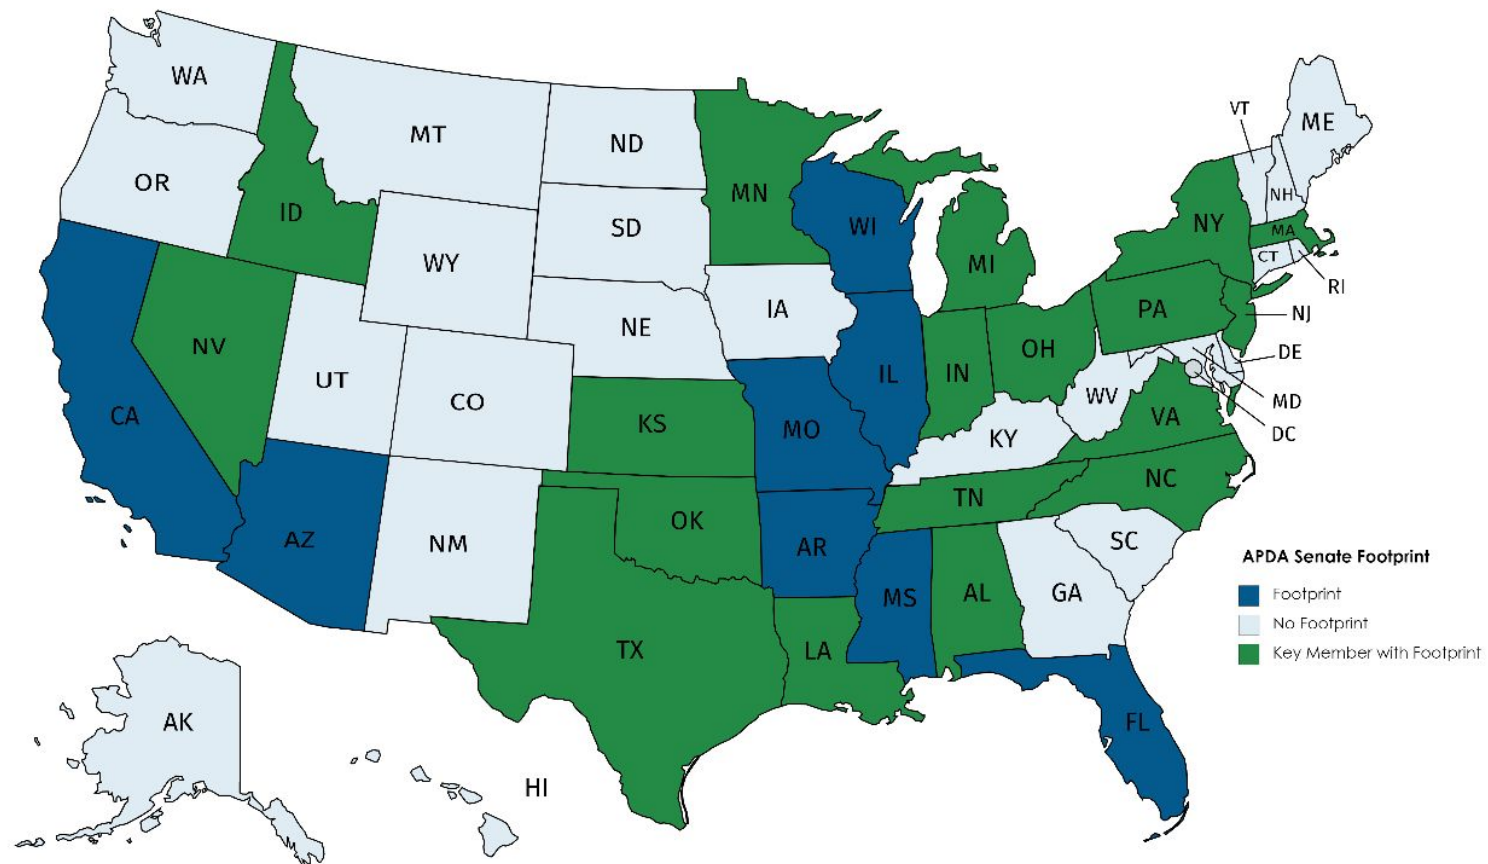 WA
MT
ND
MN
OR
ID
SD
WI
WY
MI
VT
ME
NH
NY
MA
CT
RI
IA
NE
PA
NJ
NV
OH
DE
UT
CO
IL
IN
CA
WV
MD
KS
MO
KY
VA
DC
TN
NC
AZ
NM
OK
AR
SC
MS
AL
GA
TX
LA
FL
AK
HI
APDA Senate Footprint
Footprint
No Footprint
Key Member with Footprint